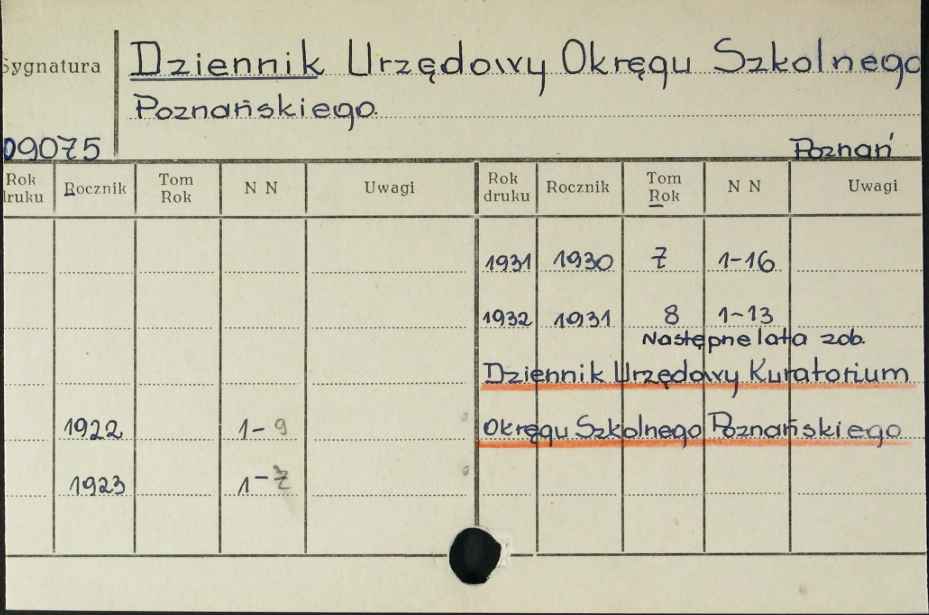 Sygnatura
Dziennik Urzędowy Okręgu Szkolnego
Poznańskiego.
09075
Poznań
Rok druku Rocznik Tom Rok N N Uwagi Rok druku Rocznik Tom Rok N N Uwagi
1931 1930 7 1-16
1932 1931 8 1-13
Następne lata zob.
Dziennik Urzędowy Kuratorium
1922 1-9 Okręgu Szkolnego Poznańskiego
1923 1-7